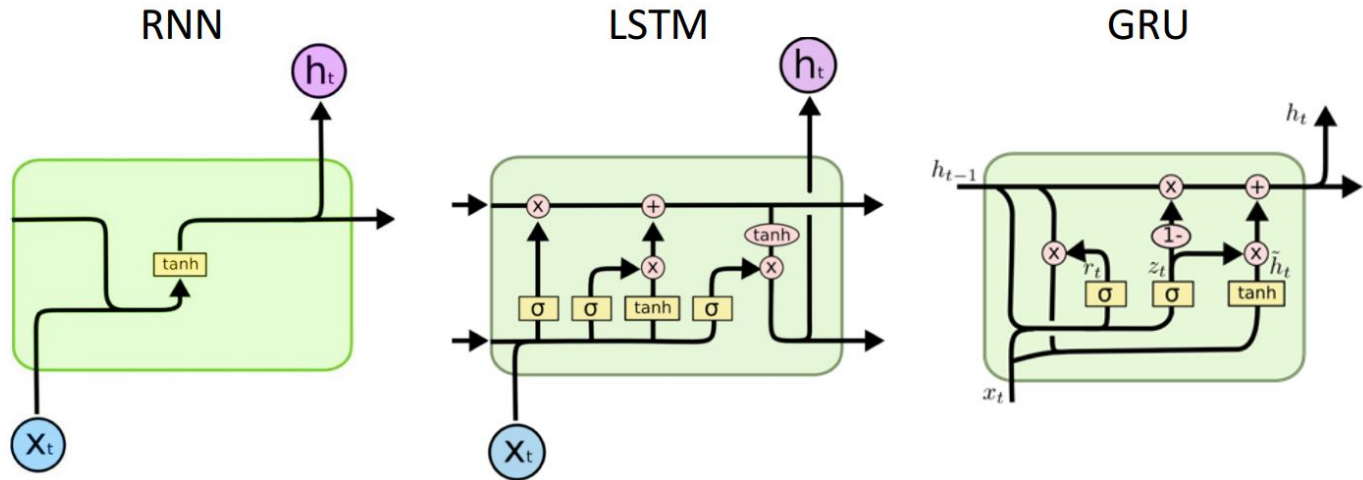 RNN
LSTM
GRU
hₜ
hₜ
hₜ
hₜ₋₁
x
+
x
+
tanh
1-
tanh
x
x
x
rₜ
zₜ
x
h̃ₜ
σ
σ
tanh
σ
σ
σ
tanh
xₜ
Xₜ
Xₜ